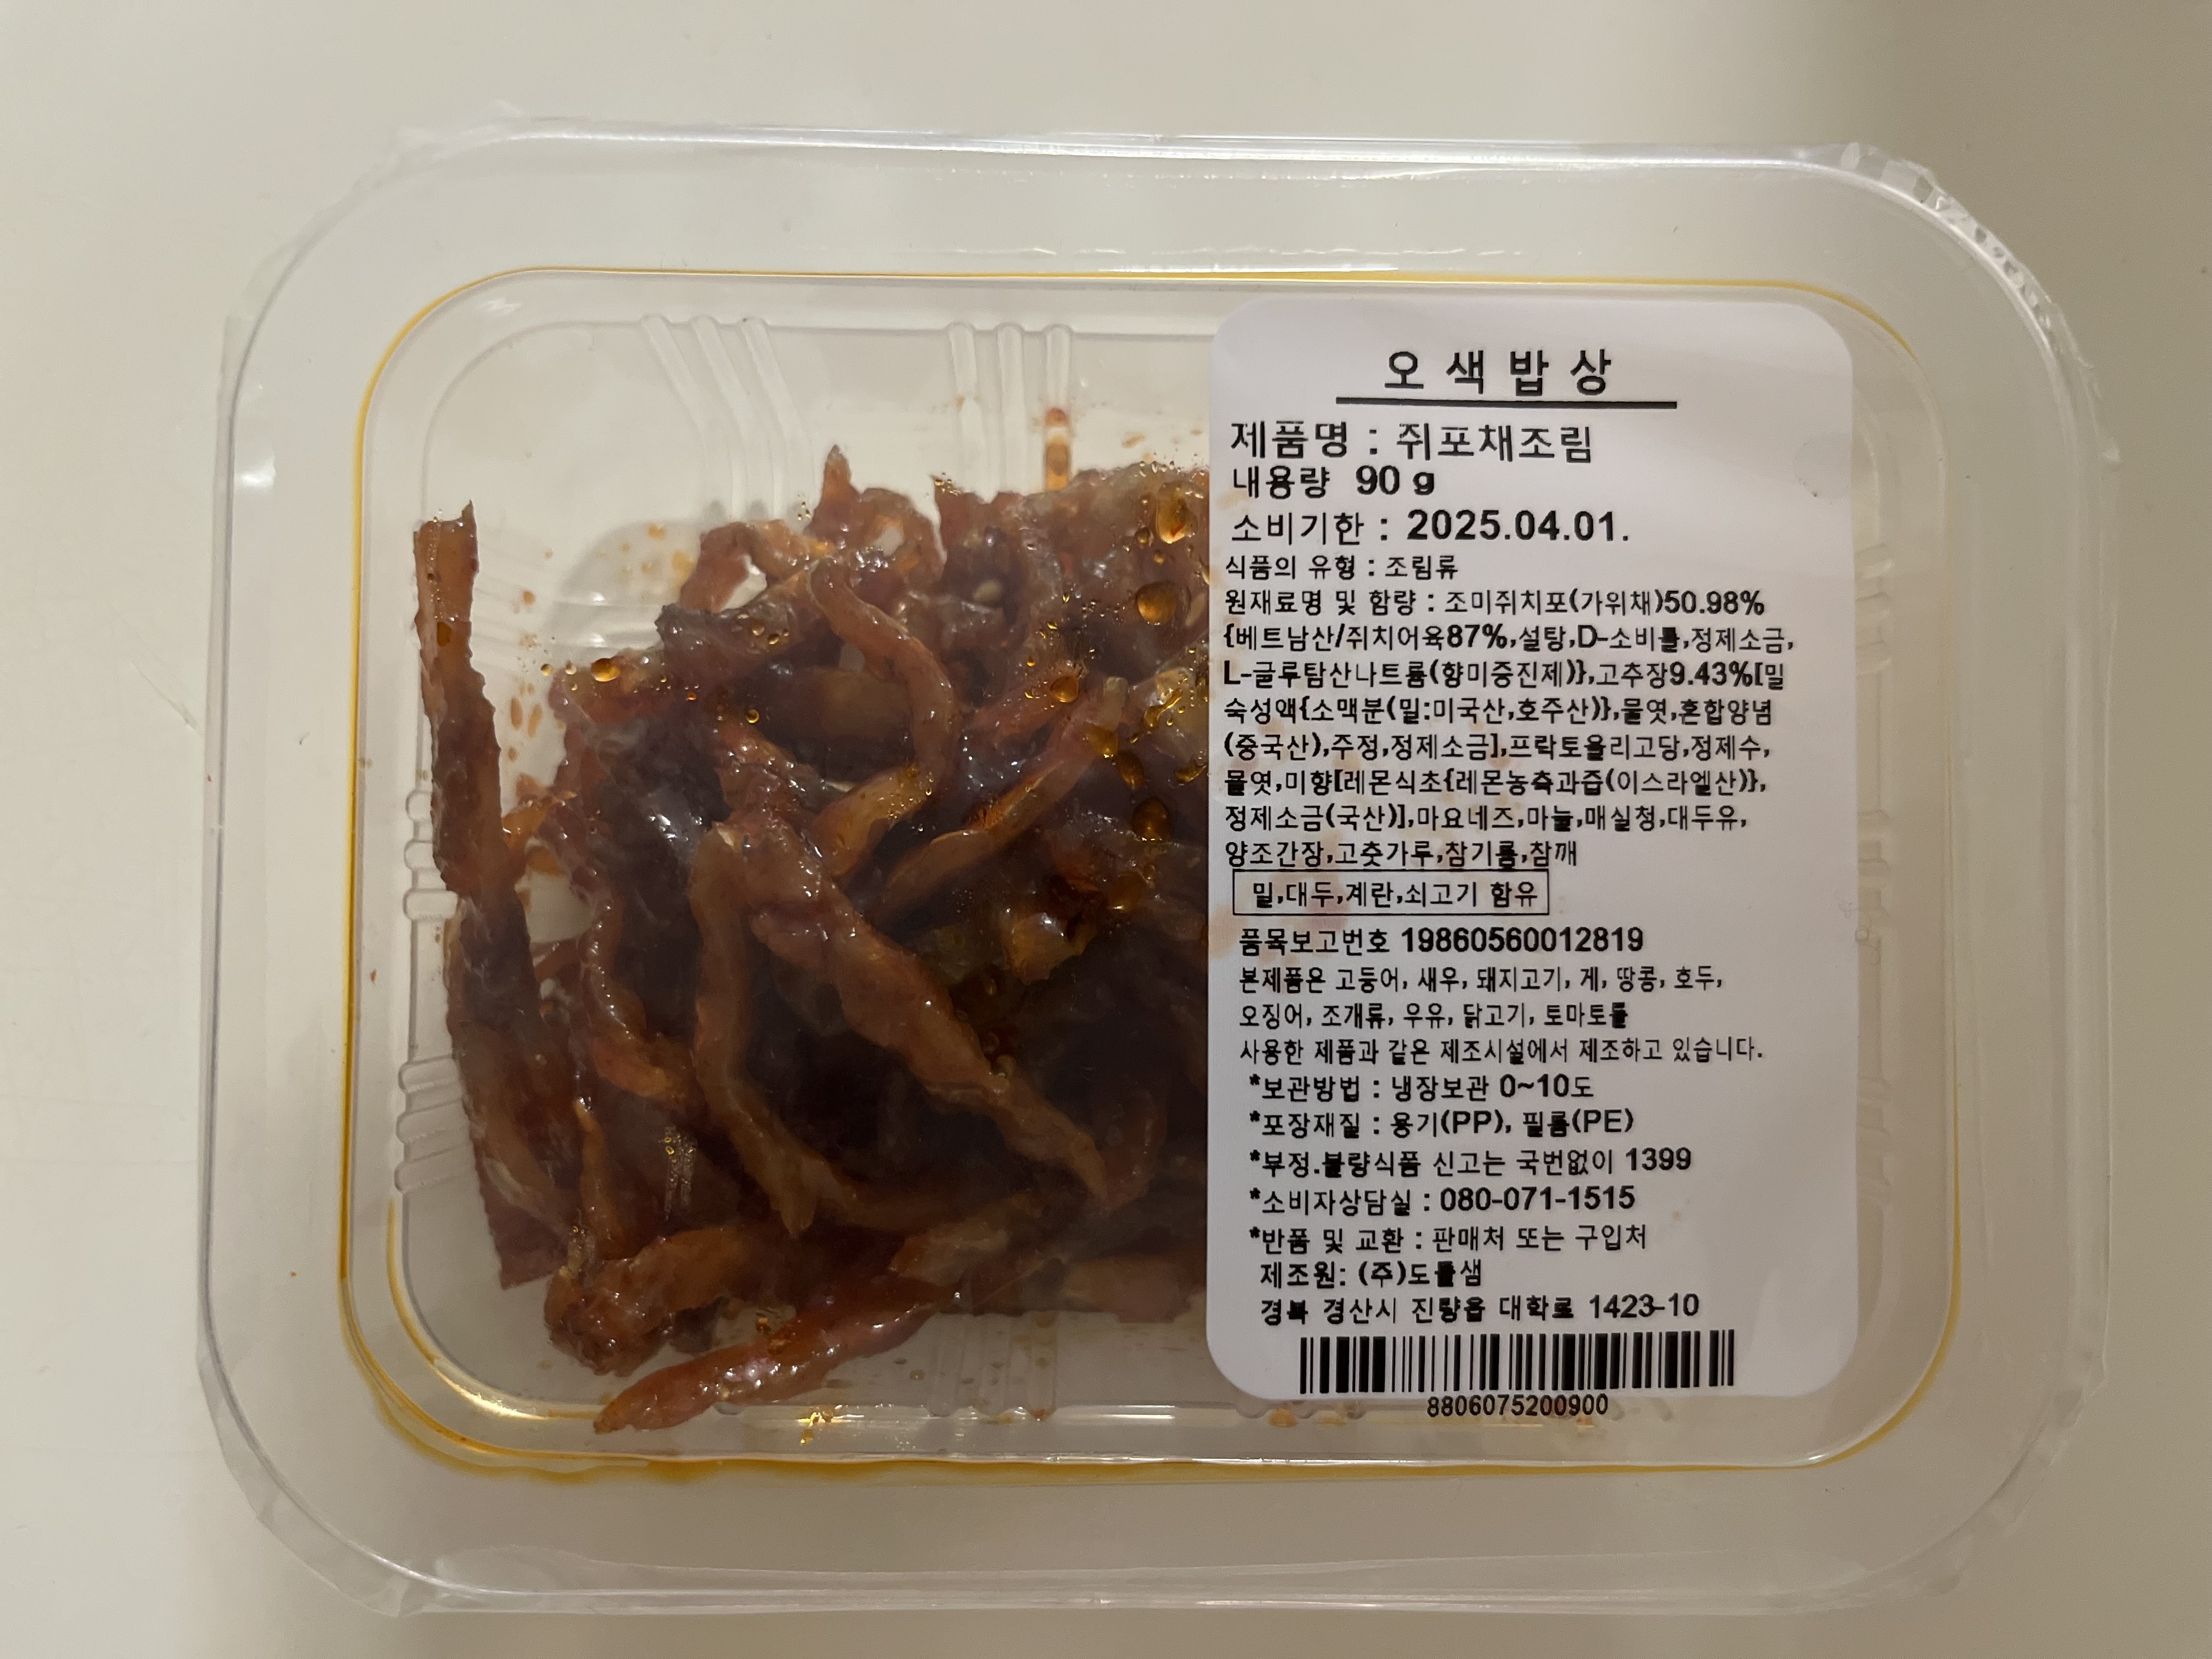 오색밥상
제품명 : 쥐포채조림
내용량 90 g
소비기한 : 2025.04.01.
식품의 유형 : 조림류
원재료명 및 함량 : 조미쥐치포(가위채)50.98%
{베트남산/쥐치어육87%,설탕,D-소비톨,정제소금,
L-글루탐산나트륨(향미증진제)},고추장9.43%[밀
숙성액{소맥분(밀:미국산,호주산)},물엿,혼합양념
(중국산),주정,정제소금],프락토올리고당,정제수,
물엿,미향[레몬식초{레몬농축과즙(이스라엘산)},
정제소금(국산)],마요네즈,마늘,매실청,대두유,
양조간장,고춧가루,참기름,참깨
밀,대두,계란,쇠고기 함유
품목보고번호 19860560012819
본제품은 고등어, 새우, 돼지고기, 게, 땅콩, 호두,
오징어, 조개류, 우유, 닭고기, 토마토를
사용한 제품과 같은 제조시설에서 제조하고 있습니다.
*보관방법 : 냉장보관 0~10도
*포장재질 : 용기(PP), 필름(PE)
*부정.불량식품 신고는 국번없이 1399
*소비자상담실 : 080-071-1515
*반품 및 교환 : 판매처 또는 구입처
제조원: (주)도들샘
경북 경산시 진량읍 대학로 1423-10
8806075200900